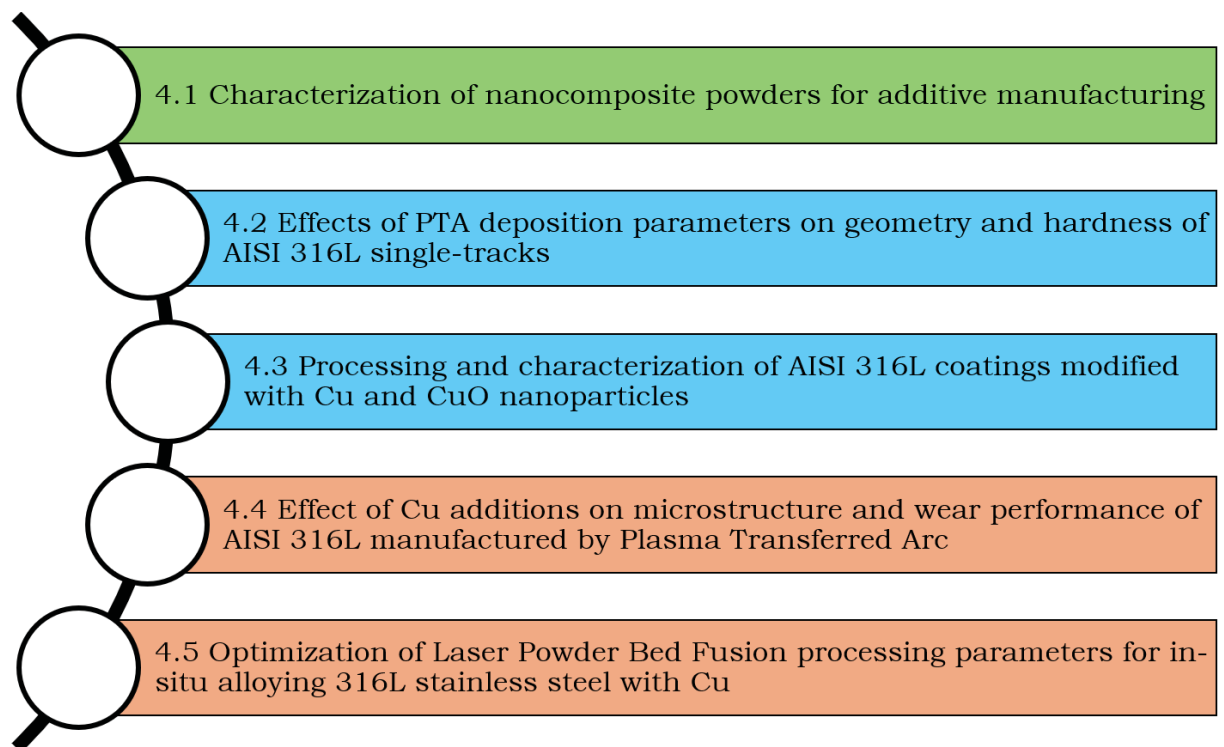 4.1 Characterization of nanocomposite powders for additive manufacturing
4.2 Effects of PTA deposition parameters on geometry and hardness of
AISI 316L single-tracks
4.3 Processing and characterization of AISI 316L coatings modified
with Cu and CuO nanoparticles
4.4 Effect of Cu additions on microstructure and wear performance of
AISI 316L manufactured by Plasma Transferred Arc
4.5 Optimization of Laser Powder Bed Fusion processing parameters for in-
situ alloying 316L stainless steel with Cu